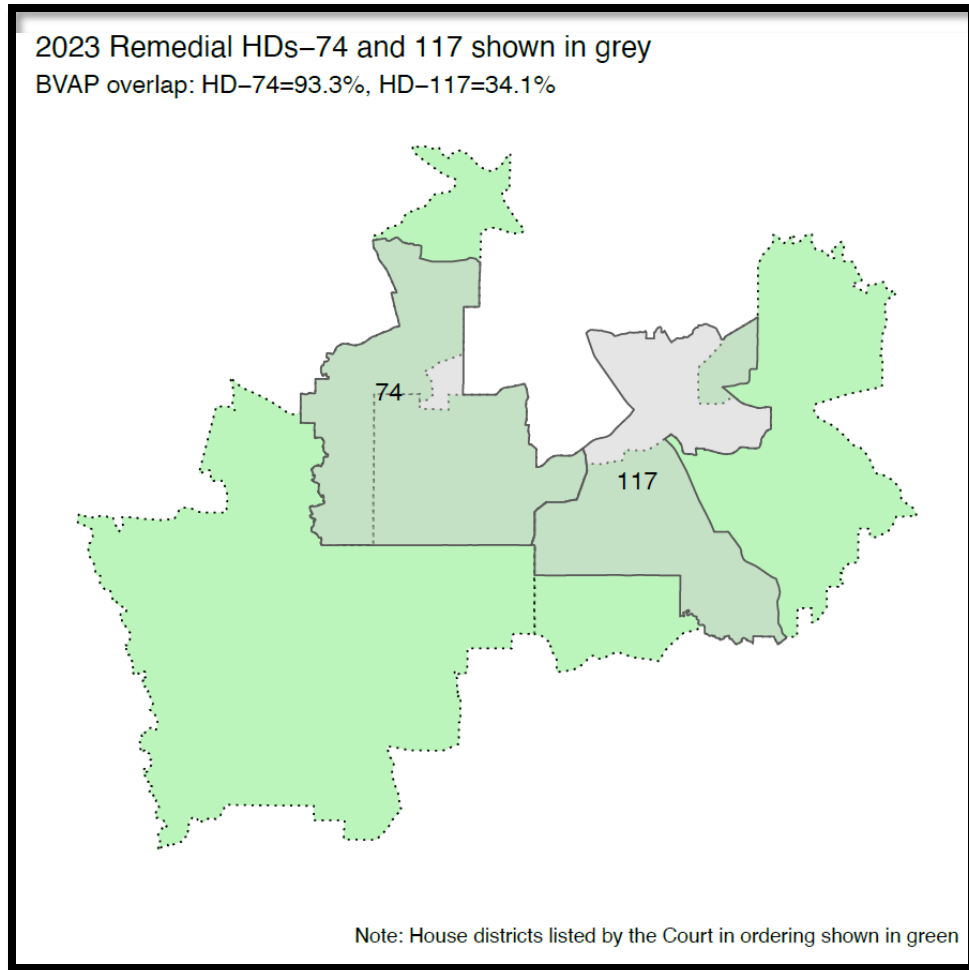 2023 Remedial HDs−74 and 117 shown in grey
BVAP overlap: HD−74=93.3%, HD−117=34.1%
74
117
Note: House districts listed by the Court in ordering shown in green